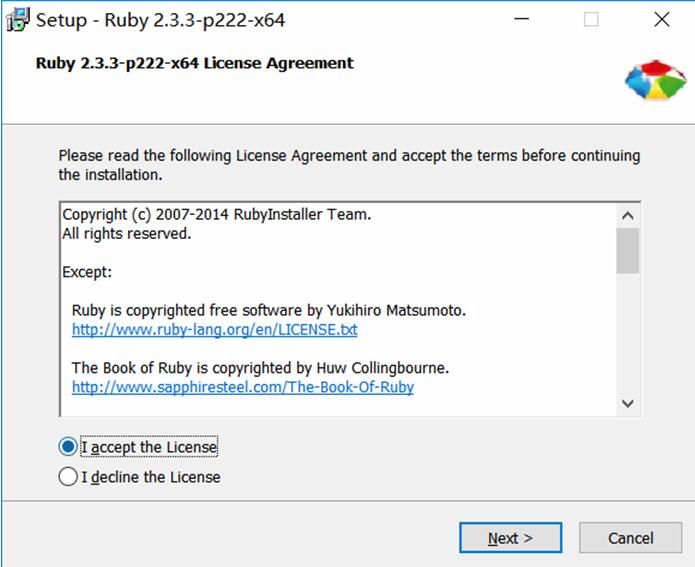 Setup - Ruby 2.3.3-p222-x64
Ruby 2.3.3-p222-x64 License Agreement
Please read the following License Agreement and accept the terms before continuing
the installation.
Copyright (c) 2007-2014 RubyInstaller Team.
All rights reserved.
Except:
Ruby is copyrighted free software by Yukihiro Matsumoto.
http://www.ruby-lang.org/en/LICENSE.txt
The Book of Ruby is copyrighted by Huw Collingbourne.
http://www.sapphiresteel.com/The-Book-Of-Ruby
I accept the License
I decline the License
Next >
Cancel